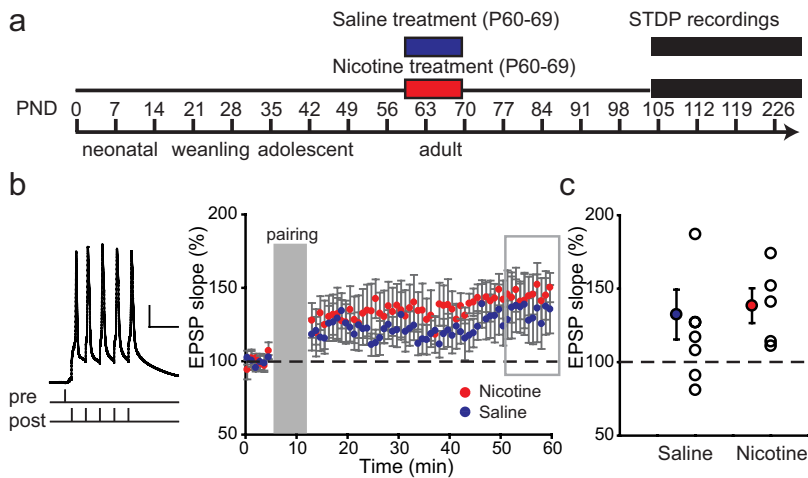 a
Saline treatment (P60-69)
STDP recordings
Nicotine treatment (P60-69)
PND 0 7 14 21 28 35 42 49 56 63 70 77 84 91 98 105 112 119 226
neonatal weanling adolescent adult
b
pre
post
EPSP slope (%)
200
150
100
50
pairing
Nicotine
Saline
0 10 20 30 40 50 60
Time (min)
c
EPSP slope (%)
200
150
100
50
Saline Nicotine